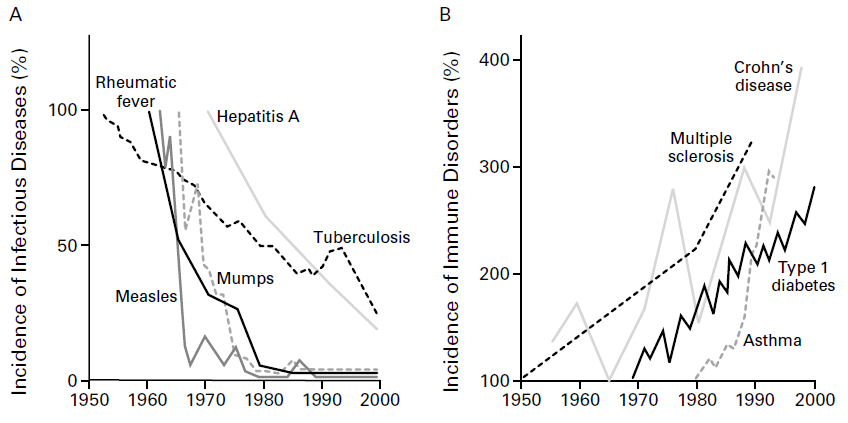 A
Incidence of Infectious Diseases (%)
100
50
0
1950
1960
1970
1980
1990
2000
Rheumatic
fever
Hepatitis A
Tuberculosis
Mumps
Measles
B
Incidence of Immune Disorders (%)
400
300
200
100
1950
1960
1970
1980
1990
2000
Crohn's
disease
Multiple
sclerosis
Type 1
diabetes
Asthma